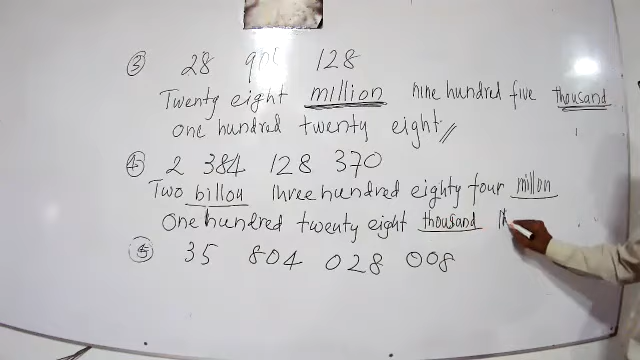 ③ 28 128
Twenty eight million nine hundred five thousand
one hundred twenty eight //
④ 2 384 128 370
Two billon three hundred eighty four millon
One hundred twenty eight thousand
⑤ 35 804 028 008